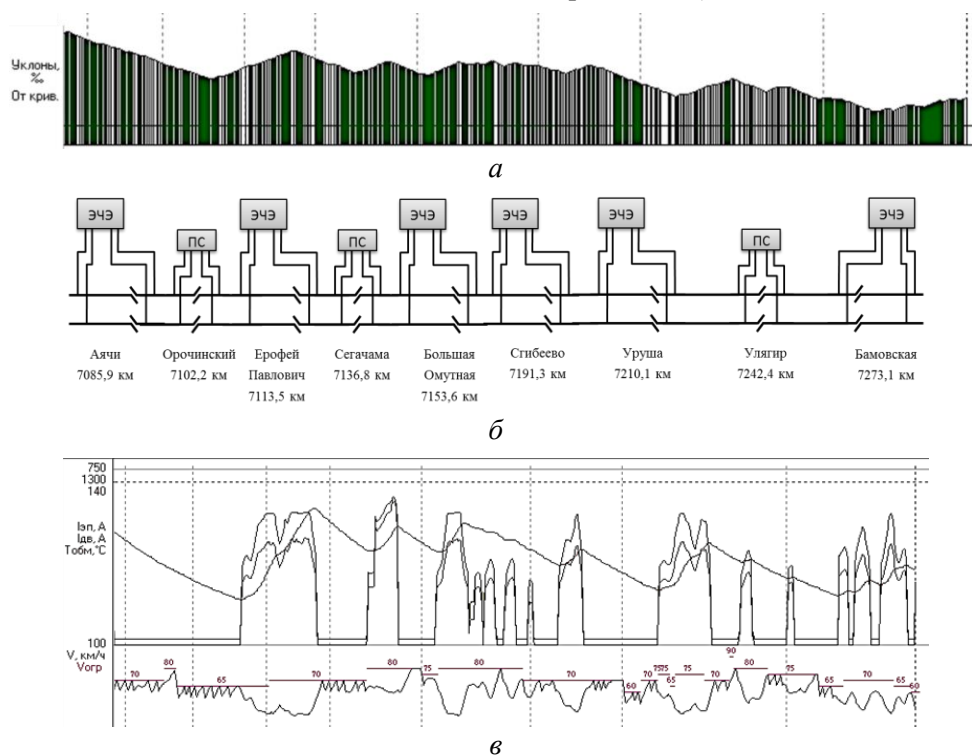 Уклоны,
‰
От крив.
а
ЭЧЭ ПС ЭЧЭ ПС ЭЧЭ ЭЧЭ ЭЧЭ ПС ЭЧЭ
Аячи Орочинский Ерофей Сегачама Большая Сгибеево Уруша Улягир Бамовская
7085,9 км 7102,2 км Павлович 7136,8 км Омутная 7191,3 км 7210,1 км 7242,4 км 7273,1 км
7113,5 км 7153,6 км
б
750
1300
140
Iэп, А
Iдв, А
Тобм,°С
100
V, км/ч
Vогр
90
80 80 80 75 75 75 80 75
70 65 70 75 70 60 70 65 70 65 70 65 60
в